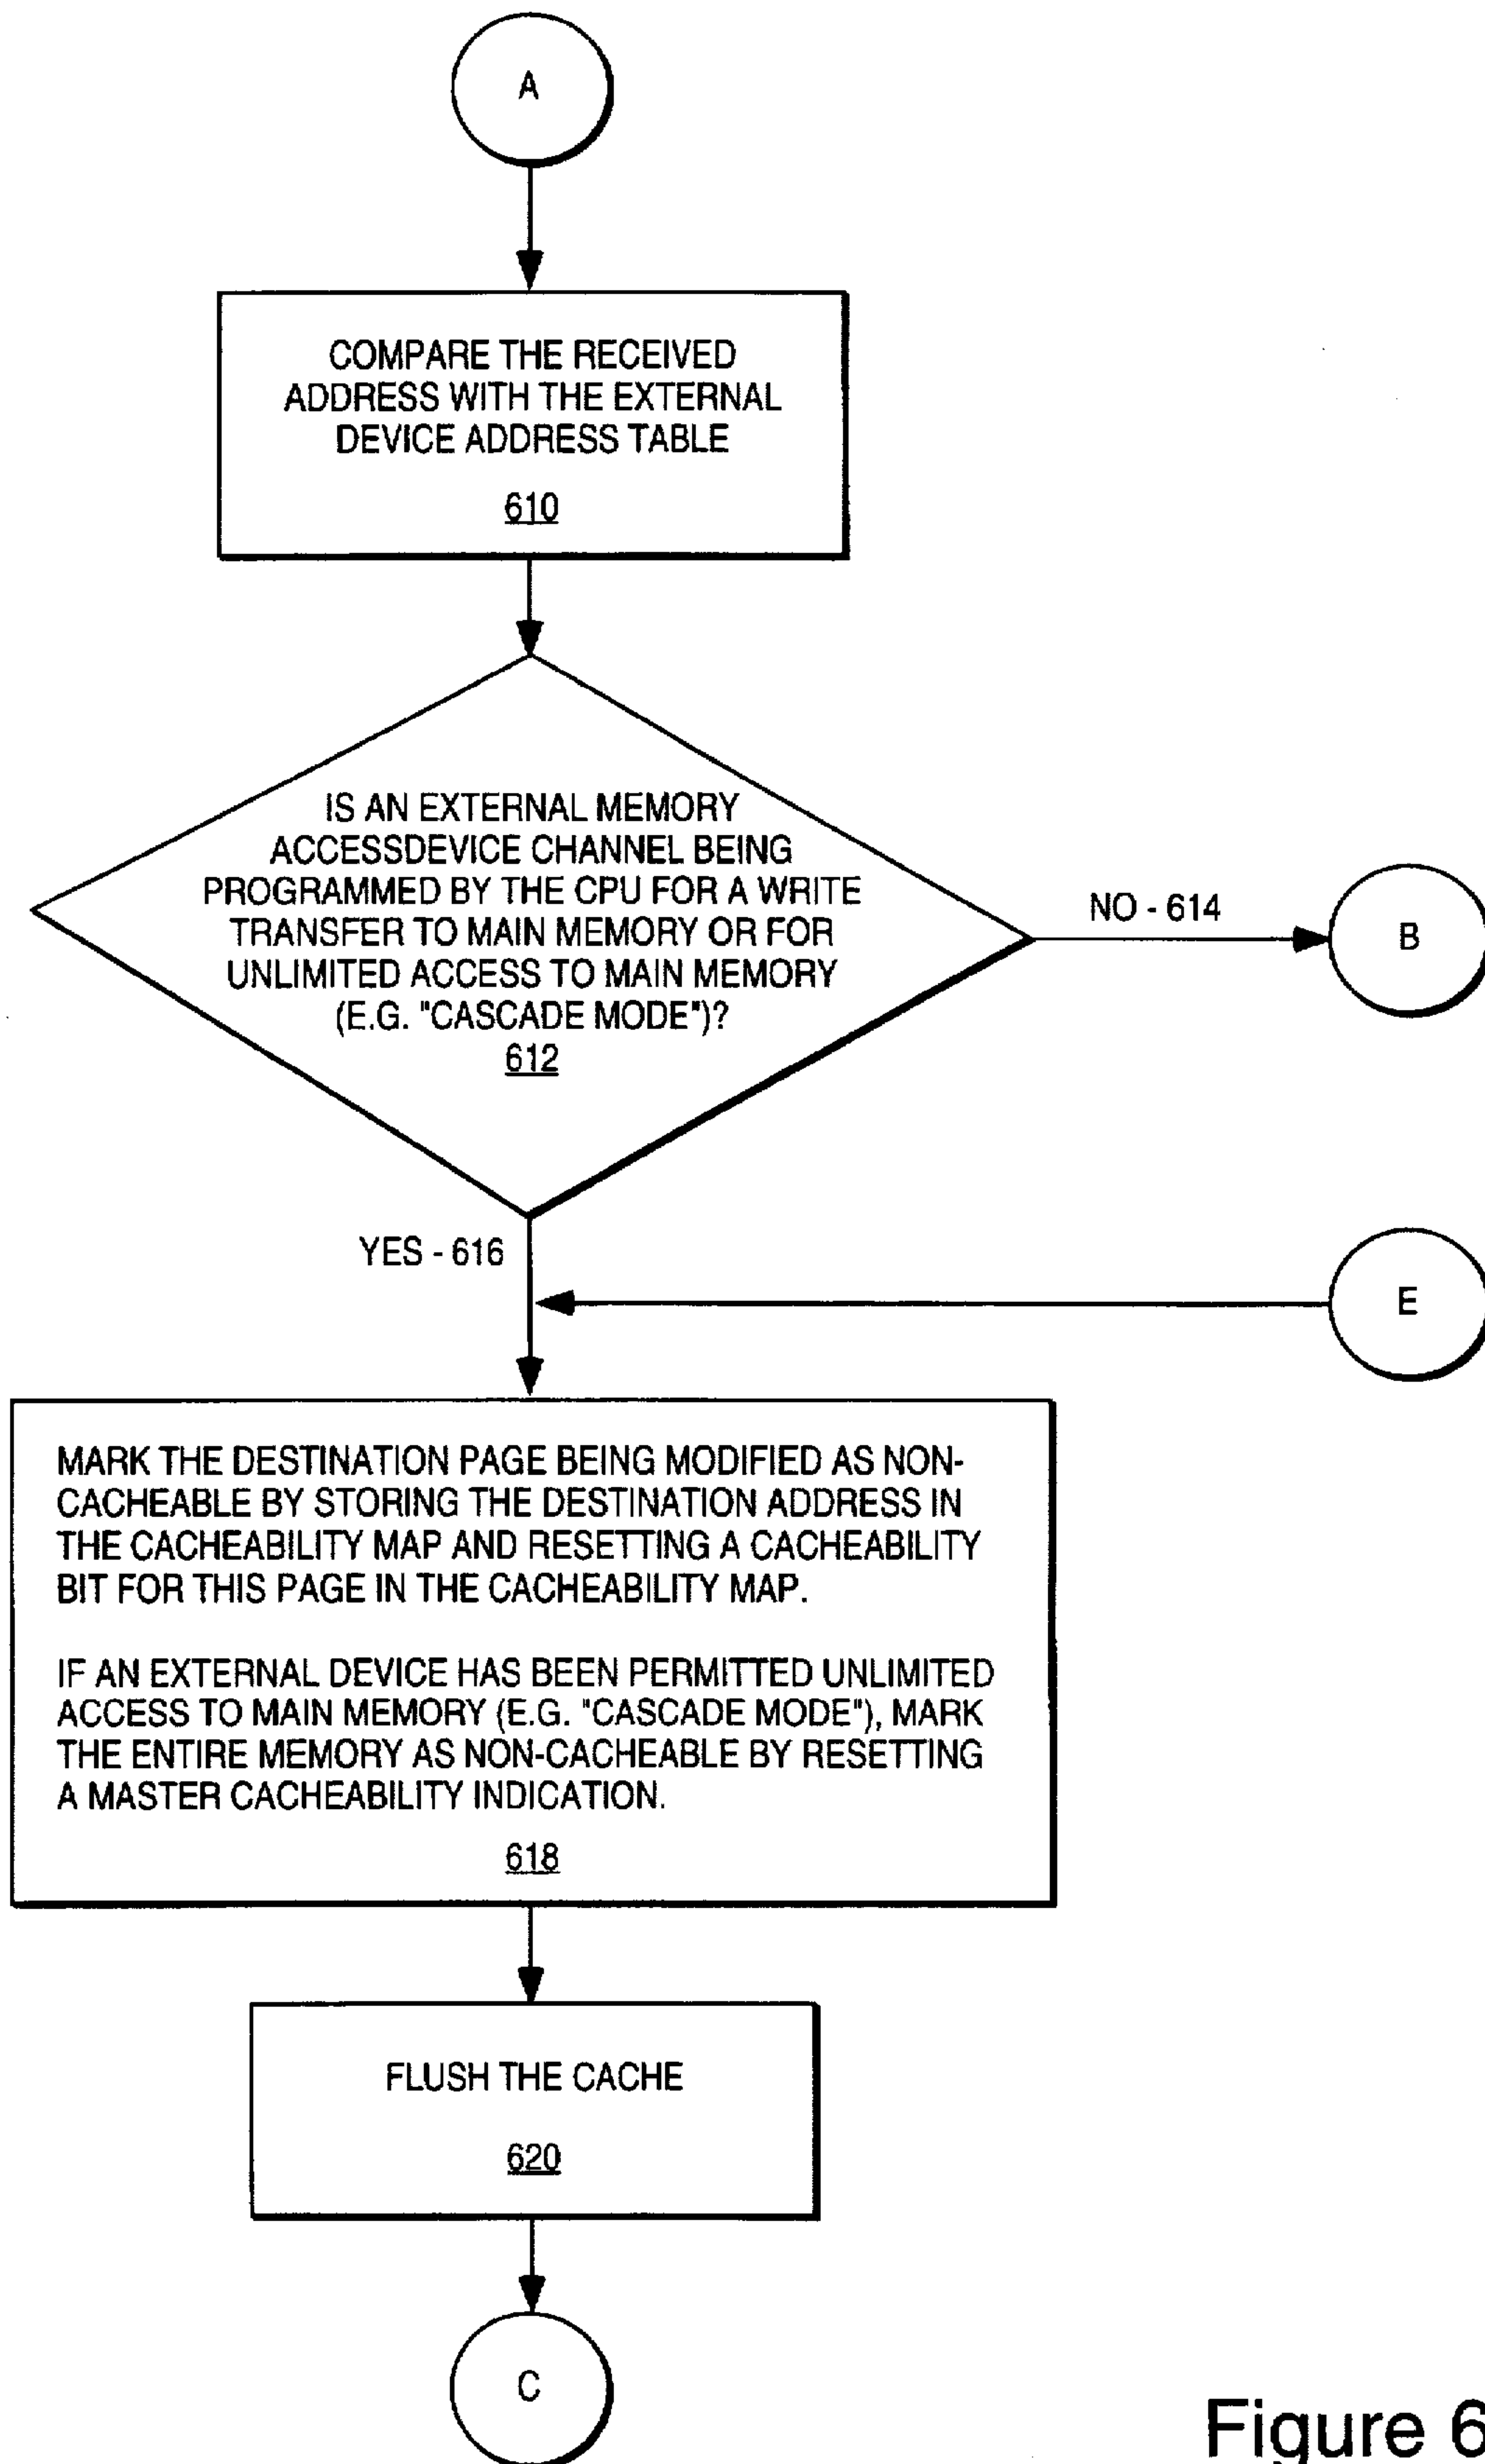 A
COMPARE THE RECEIVED
ADDRESS WITH THE EXTERNAL
DEVICE ADDRESS TABLE
610
IS AN EXTERNAL MEMORY
ACCESSDEVICE CHANNEL BEING
PROGRAMMED BY THE CPU FOR A WRITE
TRANSFER TO MAIN MEMORY OR FOR
UNLIMITED ACCESS TO MAIN MEMORY
(E.G. "CASCADE MODE")?
612
NO - 614
B
YES - 616
E
MARK THE DESTINATION PAGE BEING MODIFIED AS NON-
CACHEABLE BY STORING THE DESTINATION ADDRESS IN
THE CACHEABILITY MAP AND RESETTING A CACHEABILITY
BIT FOR THIS PAGE IN THE CACHEABILITY MAP.
IF AN EXTERNAL DEVICE HAS BEEN PERMITTED UNLIMITED
ACCESS TO MAIN MEMORY (E.G. "CASCADE MODE"), MARK
THE ENTIRE MEMORY AS NON-CACHEABLE BY RESETTING
A MASTER CACHEABILITY INDICATION.
618
FLUSH THE CACHE
620
C
Figure 6